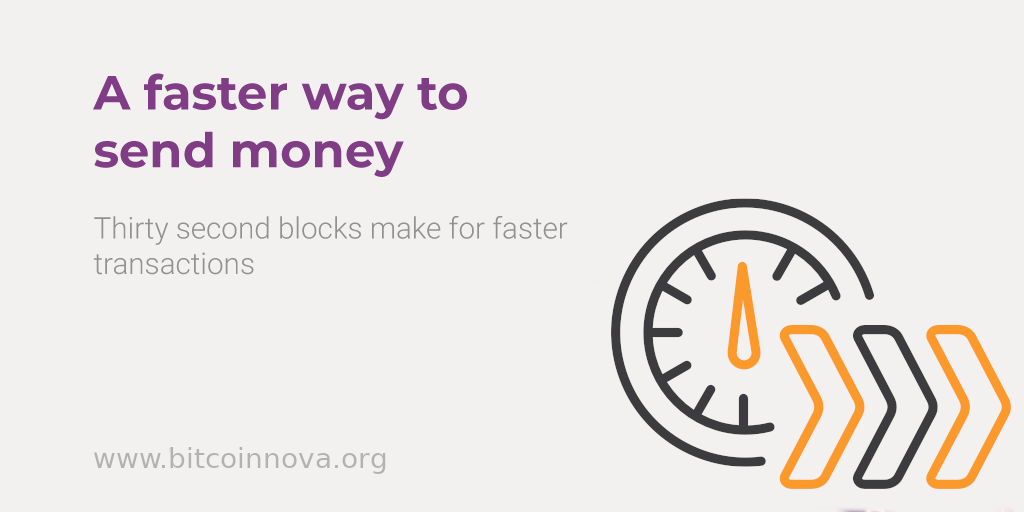 A faster way to
send money
Thirty second blocks make for faster
transactions
www.bitcoinnova.org